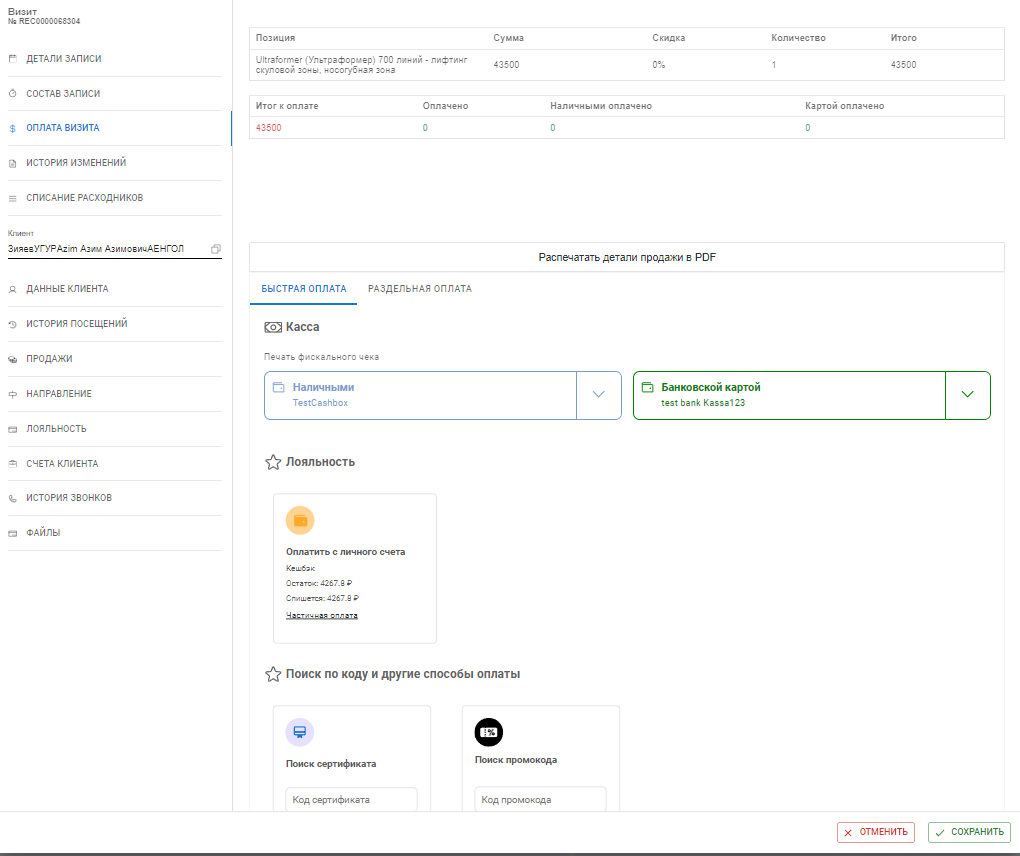 Визит
№ REC0000068304
ДЕТАЛИ ЗАПИСИ
СОСТАВ ЗАПИСИ
ОПЛАТА ВИЗИТА
ИСТОРИЯ ИЗМЕНЕНИЙ
СПИСАНИЕ РАСХОДНИКОВ
Клиент
ЗияевУГУРAzim Азим АзимовичАЕНГОЛ
ДАННЫЕ КЛИЕНТА
ИСТОРИЯ ПОСЕЩЕНИЙ
ПРОДАЖИ
НАПРАВЛЕНИЕ
ЛОЯЛЬНОСТЬ
СЧЕТА КЛИЕНТА
ИСТОРИЯ ЗВОНКОВ
ФАЙЛЫ
Позиция Сумма Скидка Количество Итого
Ultraformer (Ультраформер) 700 линий - лифтинг
скуловой зоны, носогубная зона 43500 0% 1 43500
Итог к оплате Оплачено Наличными оплачено Картой оплачено
43500 0 0 0
Распечатать детали продажи в PDF
БЫСТРАЯ ОПЛАТА РАЗДЕЛЬНАЯ ОПЛАТА
Касса
Печать фискального чека
Наличными Банковской картой
TestCashbox test bank Kassa123
Лояльность
Оплатить с личного счета
Кешбэк
Остаток: 4267.8 ₽
Спишется: 4267.8 ₽
Частичная оплата
Поиск по коду и другие способы оплаты
Поиск сертификата Поиск промокода
Код сертификата Код промокода
ОТМЕНИТЬ СОХРАНИТЬ